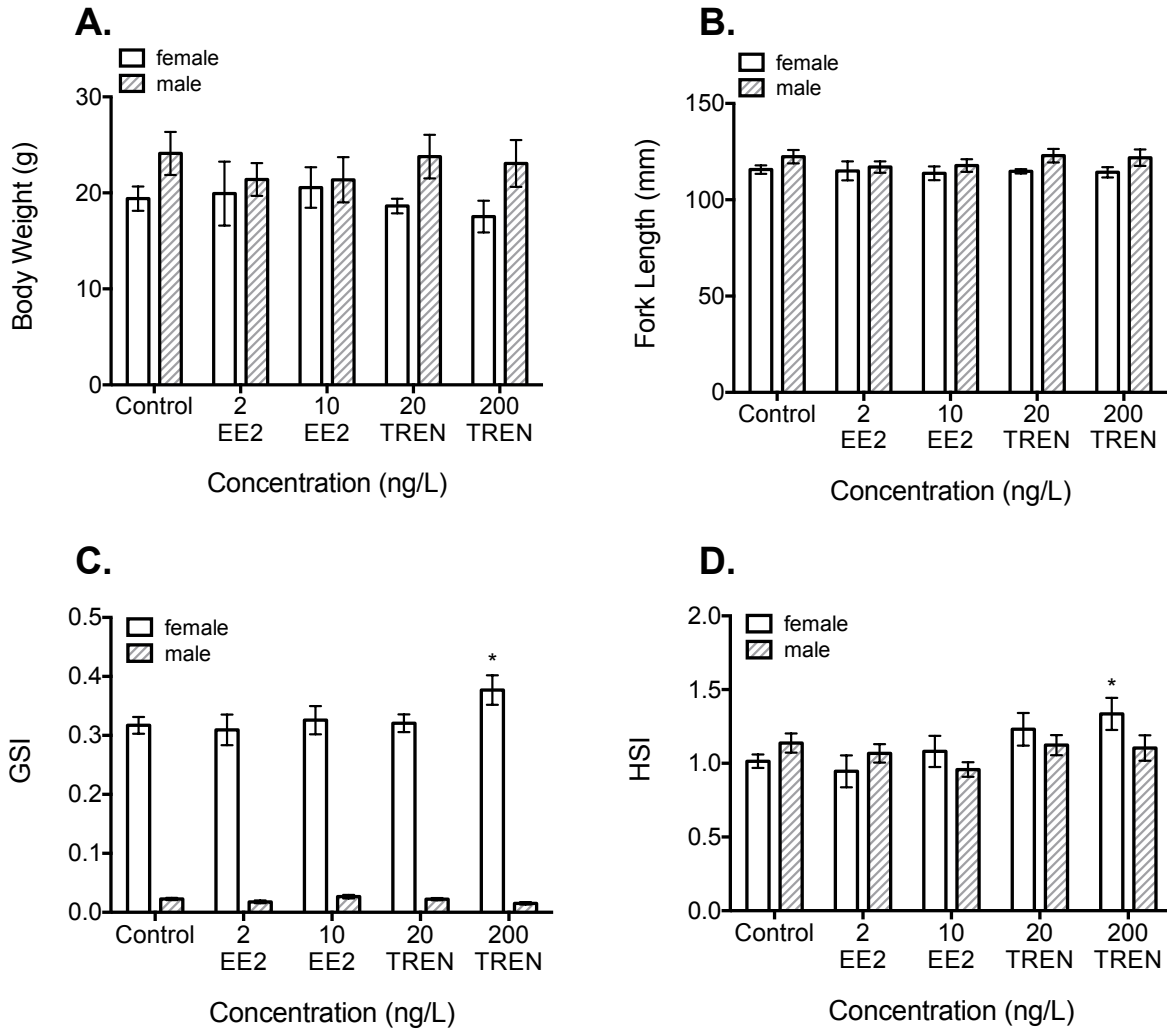 A.
female
male
Body Weight (g)
30
20
10
0
Control 2 10 20 200
EE2 EE2 TREN TREN
Concentration (ng/L)
B.
female
male
Fork Length (mm)
150
100
50
0
Control 2 10 20 200
EE2 EE2 TREN TREN
Concentration (ng/L)
C.
female
male
GSI
0.5
0.4
0.3
0.2
0.1
0.0
*
Control 2 10 20 200
EE2 EE2 TREN TREN
Concentration (ng/L)
D.
female
male
HSI
2.0
1.5
1.0
0.5
0.0
*
Control 2 10 20 200
EE2 EE2 TREN TREN
Concentration (ng/L)